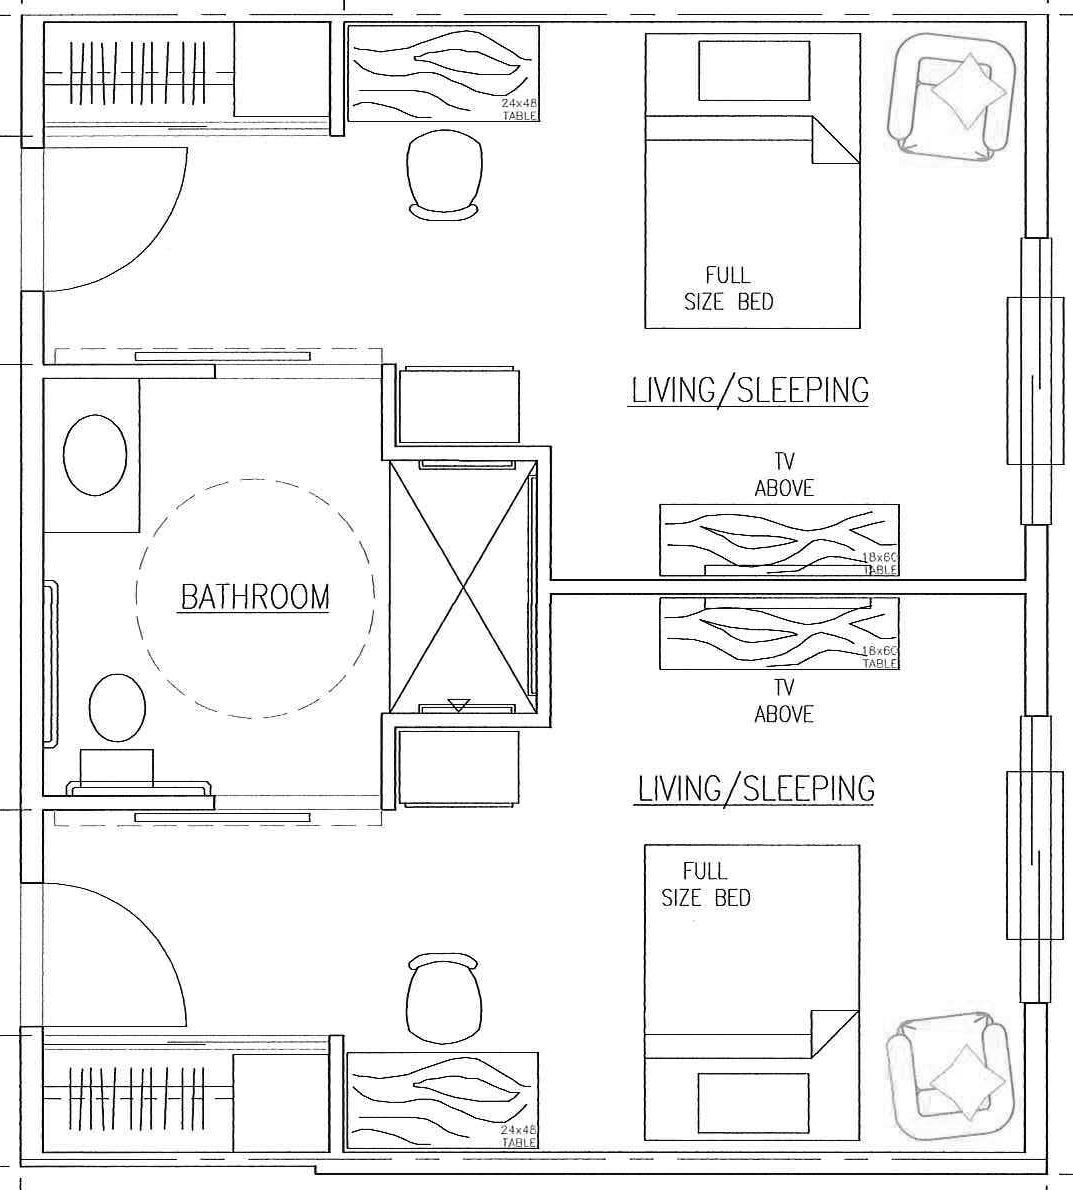 24x48
TABLE
FULL
SIZE BED
LIVING/SLEEPING
TV
ABOVE
18x60
TABLE
BATHROOM
18x60
TABLE
TV
ABOVE
LIVING/SLEEPING
FULL
SIZE BED
24x48
TABLE